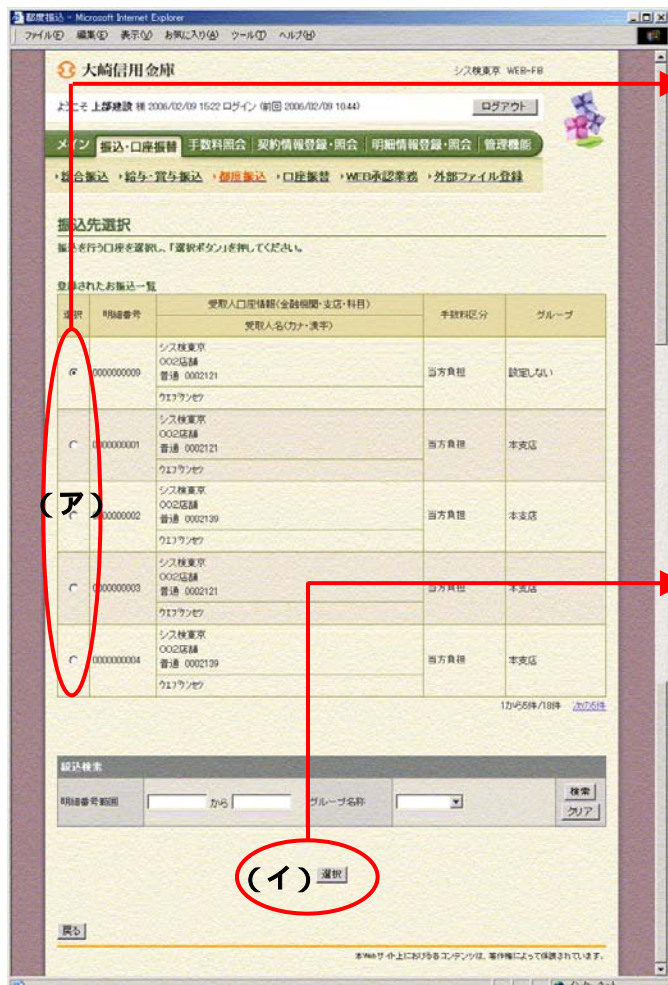 都度振込 - Microsoft Internet Explorer
ファイル(F) 編集(E) 表示(V) お気に入り(A) ツール(T) ヘルプ(H)
大崎信用金庫
シス検東京 WEB-FB
ようこそ 上部建設 様 2006/02/09 15:22 ログイン (前回 2006/02/09 10:44)
ログアウト
メイン 振込・口座振替 手数料照会 契約情報登録・照会 明細情報登録・照会 管理機能
総合振込 給与・賞与振込 都度振込 口座振替 WEB承認業務 外部ファイル登録
振込先選択
振込を行う口座を選択し、「選択ボタン」を押してください。
登録されたお振込一覧
選択 明細番号 受取人口座情報(金融機関・支店・科目) 手数料区分 グループ
受取人名(カナ・漢字)
シス検東京
002店舗
0000000009 普通 0002121 当方負担 設定しない
ウエブタンセツ
シス検東京
002店舗
0000000001 普通 0002121 当方負担 本支店
ウエブタンセツ
(ア)
シス検東京
002店舗
0000000002 普通 0002139 当方負担 本支店
ウエブタンセツ
シス検東京
002店舗
0000000003 普通 0002121 当方負担 本支店
ウエブタンセツ
シス検東京
002店舗
0000000004 普通 0002139 当方負担 本支店
ウエブタンセツ
1から5件/18件 次の5件
絞込検索
明細番号範囲 から グループ名称 検索
クリア
(イ) 選択
戻る
本Webサイト上におけるコンテンツは、著作権によって保護されています。